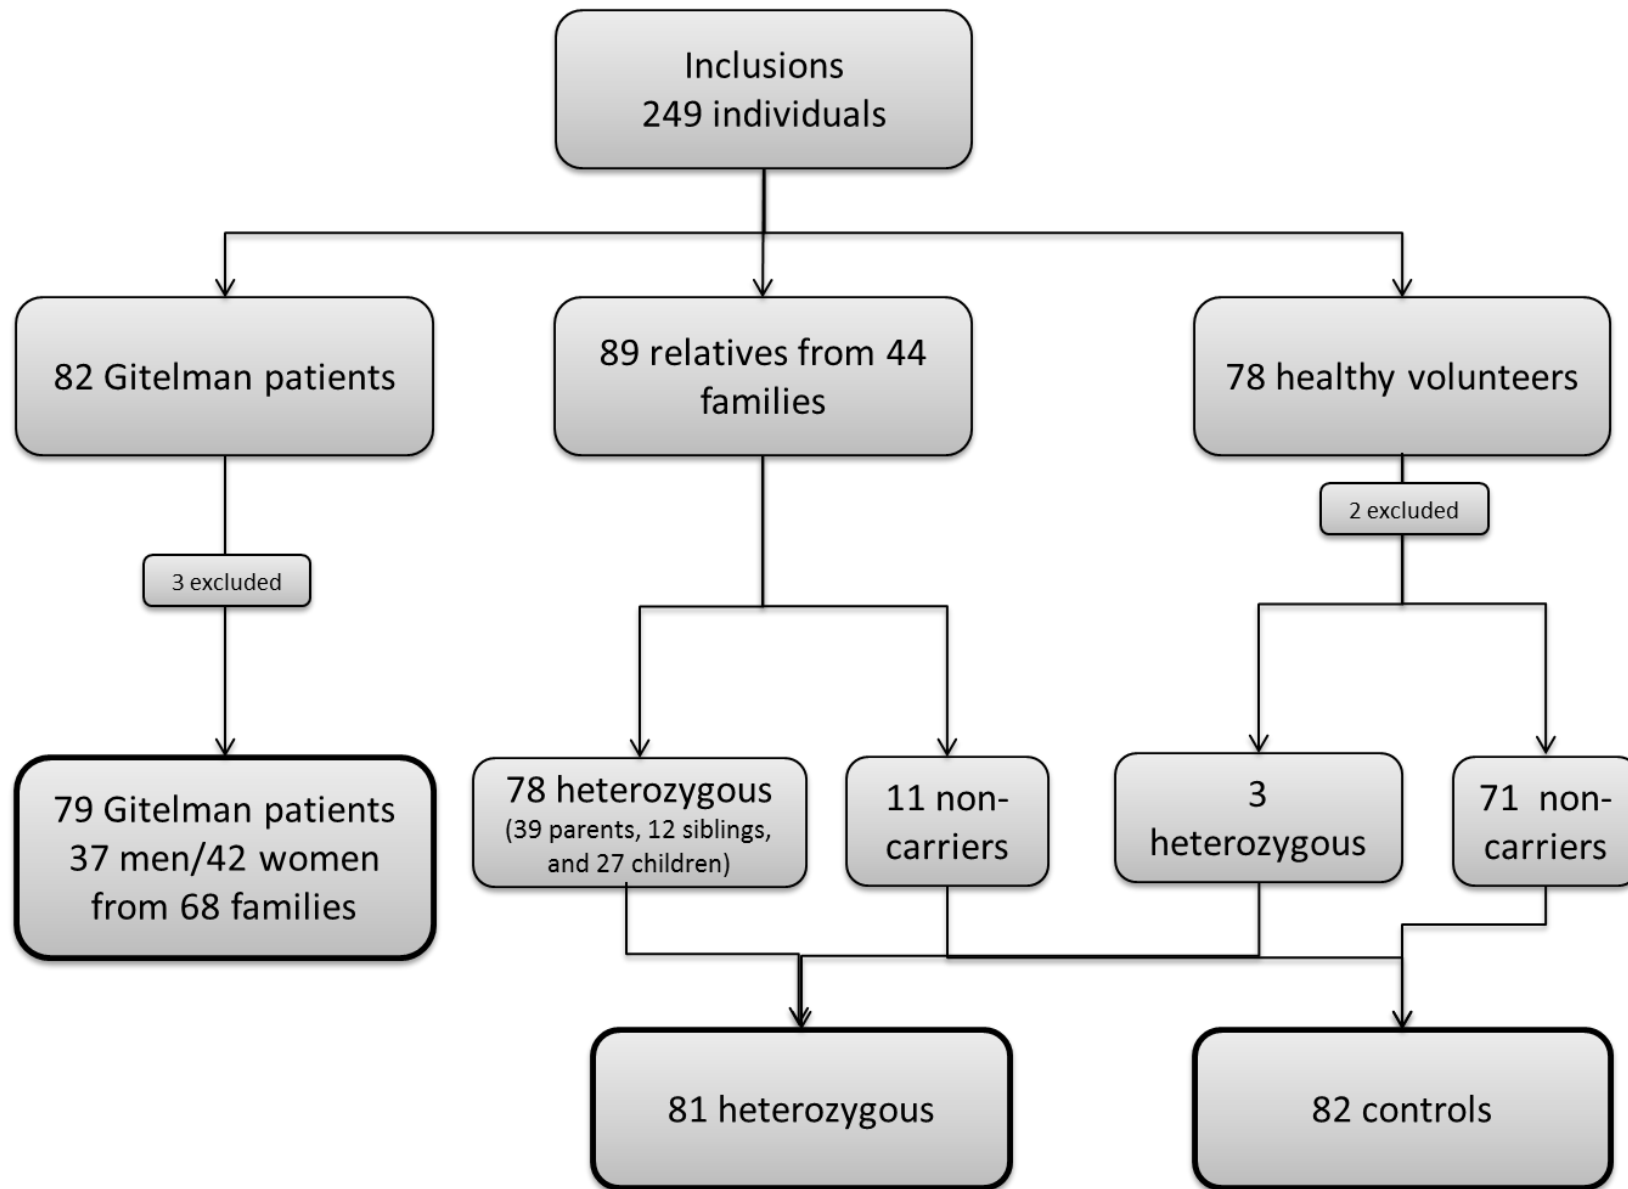 Inclusions
249 individuals
82 Gitelman patients
89 relatives from 44
families
78 healthy volunteers
2 excluded
3 excluded
79 Gitelman patients
37 men/42 women
from 68 families
78 heterozygous
(39 parents, 12 siblings,
and 27 children)
11 non-
carriers
3
heterozygous
71 non-
carriers
81 heterozygous
82 controls